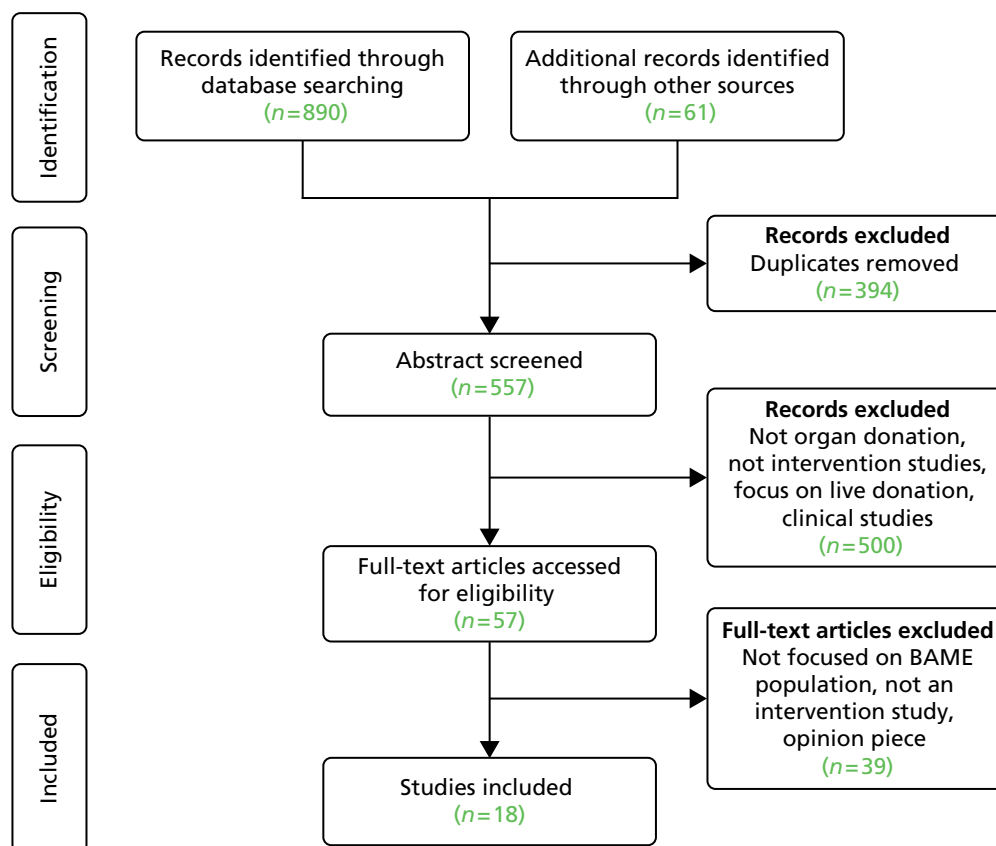 Identification
Records identified through
database searching
(n=890)
Additional records identified
through other sources
(n=61)
Screening
Records excluded
Duplicates removed
(n=394)
Abstract screened
(n=557)
Records excluded
Not organ donation,
not intervention studies,
focus on live donation,
clinical studies
(n=500)
Eligibility
Full-text articles accessed
for eligibility
(n=57)
Full-text articles excluded
Not focused on BAME
population, not an
intervention study,
opinion piece
(n=39)
Included
Studies included
(n=18)